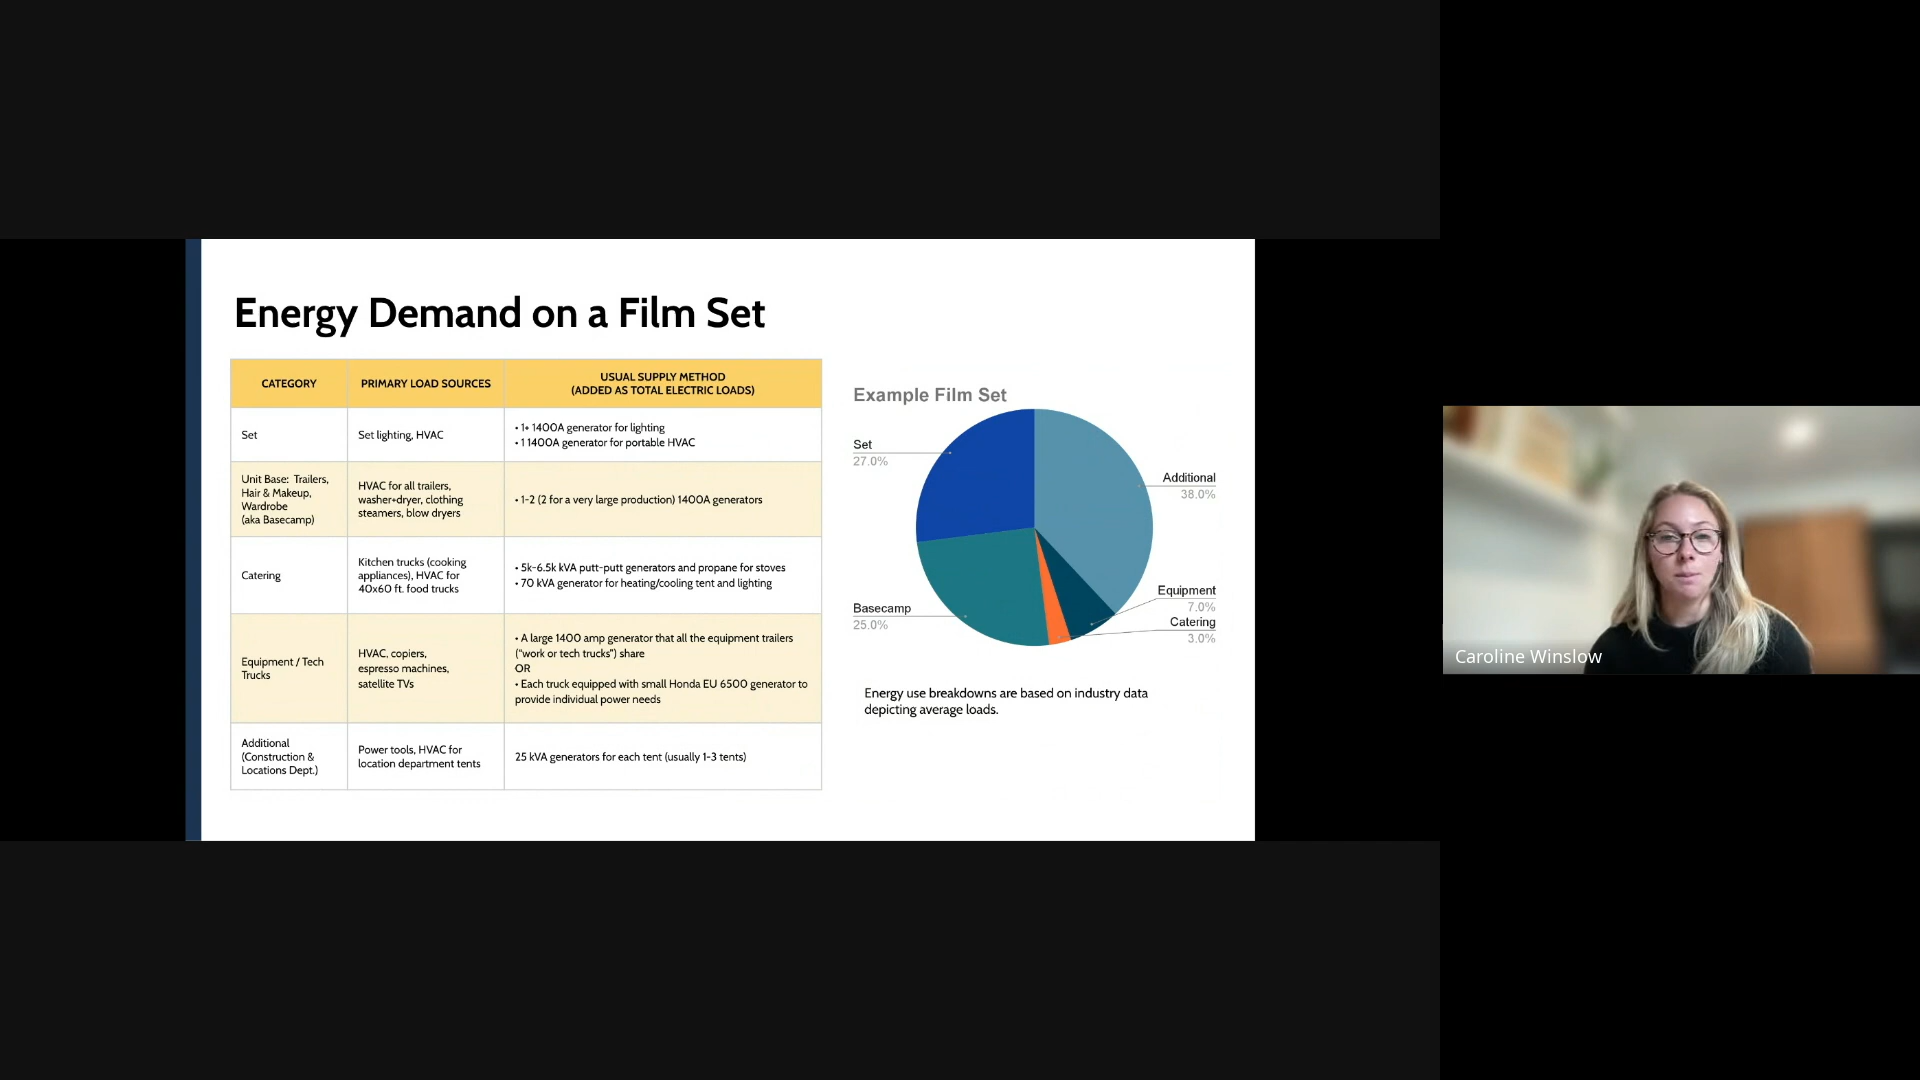 Energy Demand on a Film Set
CATEGORY
PRIMARY LOAD SOURCES
USUAL SUPPLY METHOD
(ADDED AS TOTAL ELECTRIC LOADS)
Set
Set lighting, HVAC
• 1+ 1400A generator for lighting
• 1 1400A generator for portable HVAC
Unit Base: Trailers,
Hair & Makeup,
Wardrobe
(aka Basecamp)
HVAC for all trailers,
washer+dryer, clothing
steamers, blow dryers
• 1-2 (2 for a very large production) 1400A generators
Catering
Kitchen trucks (cooking
appliances), HVAC for
40x60 ft. food trucks
• 5k-6.5k kVA putt-putt generators and propane for stoves
• 70 kVA generator for heating/cooling tent and lighting
Equipment / Tech
Trucks
HVAC, copiers,
espresso machines,
satellite TVs
• A large 1400 amp generator that all the equipment trailers
("work or tech trucks") share
OR
• Each truck equipped with small Honda EU 6500 generator to
provide individual power needs
Additional
(Construction &
Locations Dept.)
Power tools, HVAC for
location department tents
25 kVA generators for each tent (usually 1-3 tents)
Example Film Set
Set
27.0%
Additional
38.0%
Equipment
7.0%
Catering
3.0%
Basecamp
25.0%
Energy use breakdowns are based on industry data
depicting average loads.
Caroline Winslow